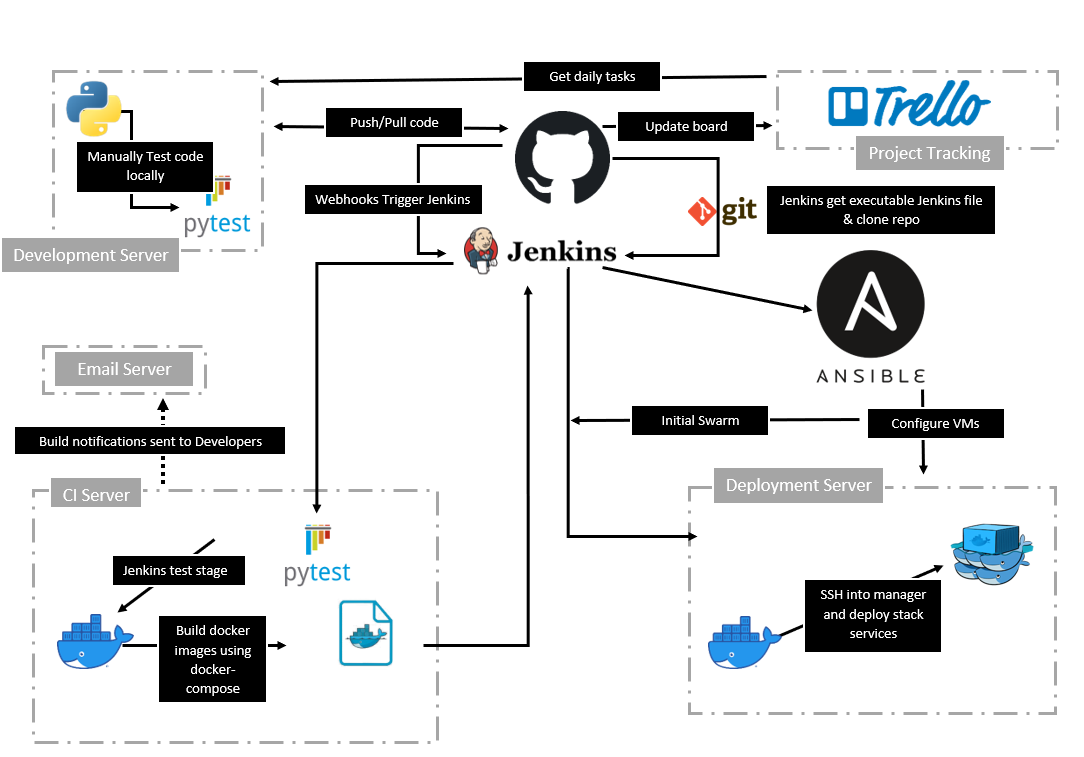 Get daily tasks
Trello
Project Tracking
Push/Pull code
Update board
Manually Test code
locally
pytest
Development Server
Webhooks Trigger Jenkins
git
Jenkins get executable Jenkins file
& clone repo
Jenkins
ANSIBLE
Email Server
Build notifications sent to Developers
Initial Swarm
Configure VMs
CI Server
pytest
Jenkins test stage
Build docker
images using
docker-
compose
Deployment Server
SSH into manager
and deploy stack
services